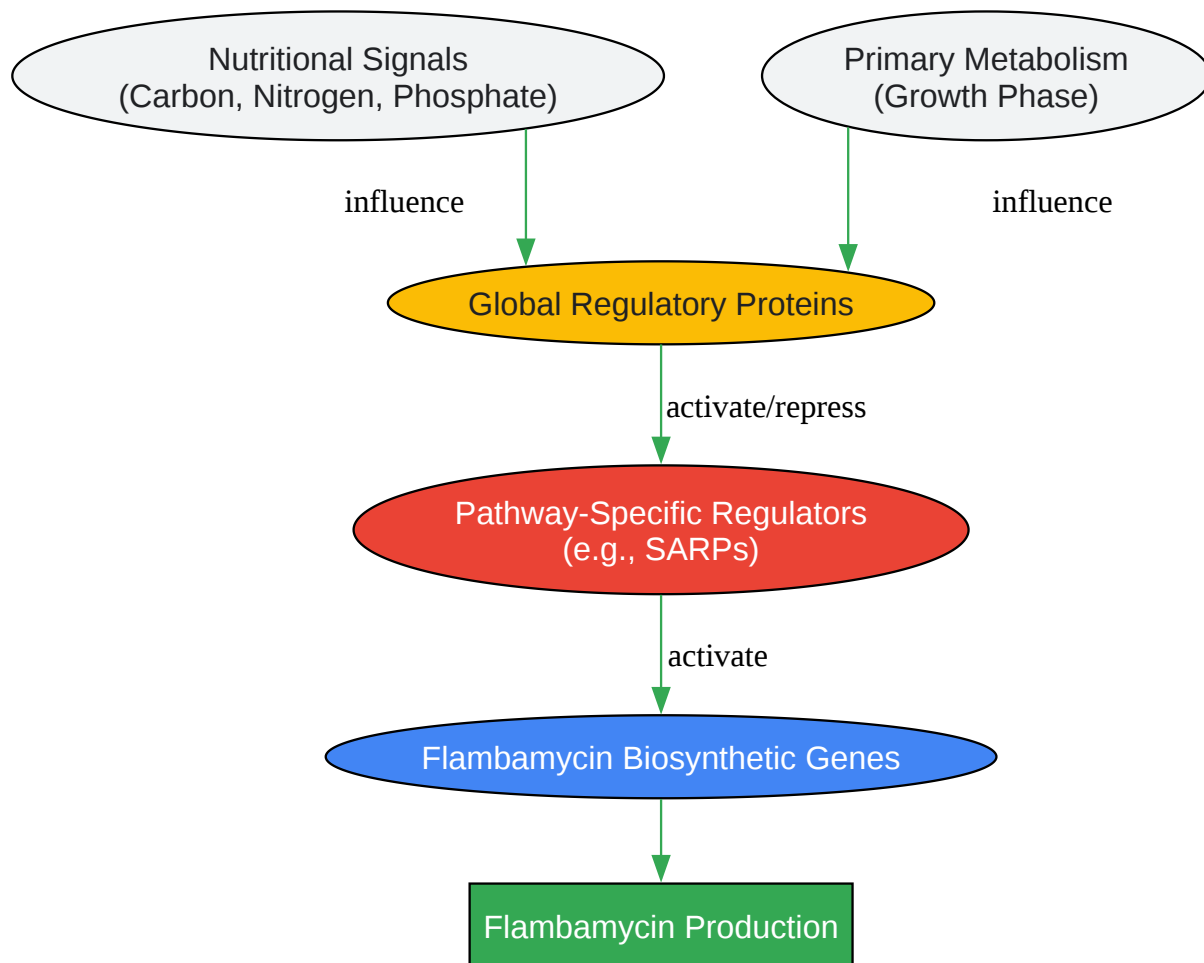 Nutritional Signals
(Carbon, Nitrogen, Phosphate)
Primary Metabolism
(Growth Phase)
influence
influence
Global Regulatory Proteins
activate/repress
Pathway-Specific Regulators
(e.g., SARPs)
activate
Flambamycin Biosynthetic Genes
Flambamycin Production